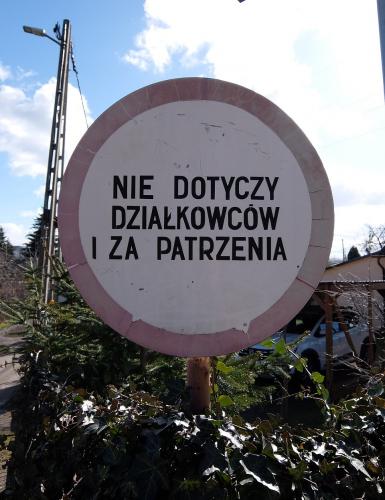 NIE DOTYCZY
DZIAŁKOWCÓW
I ZA PATRZENIA